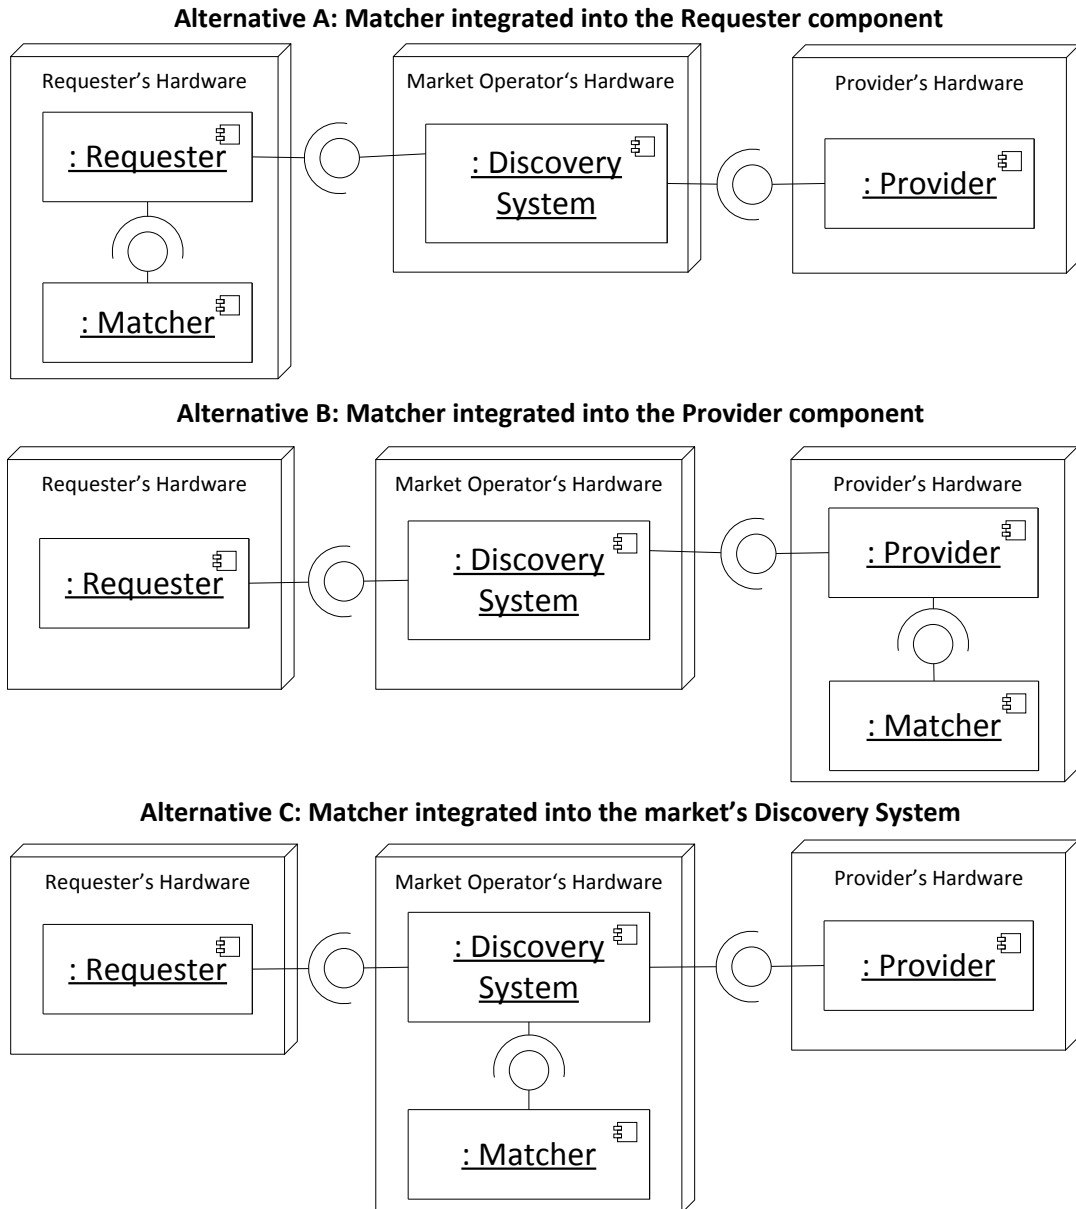 Alternative A: Matcher integrated into the Requester component
Requester’s Hardware
Market Operator‘s Hardware
Provider’s Hardware
: Requester
: Discovery
System
: Provider
: Matcher
Alternative B: Matcher integrated into the Provider component
Requester’s Hardware
Market Operator‘s Hardware
Provider’s Hardware
: Requester
: Discovery
System
: Provider
: Matcher
Alternative C: Matcher integrated into the market’s Discovery System
Requester’s Hardware
Market Operator‘s Hardware
Provider’s Hardware
: Requester
: Discovery
System
: Provider
: Matcher